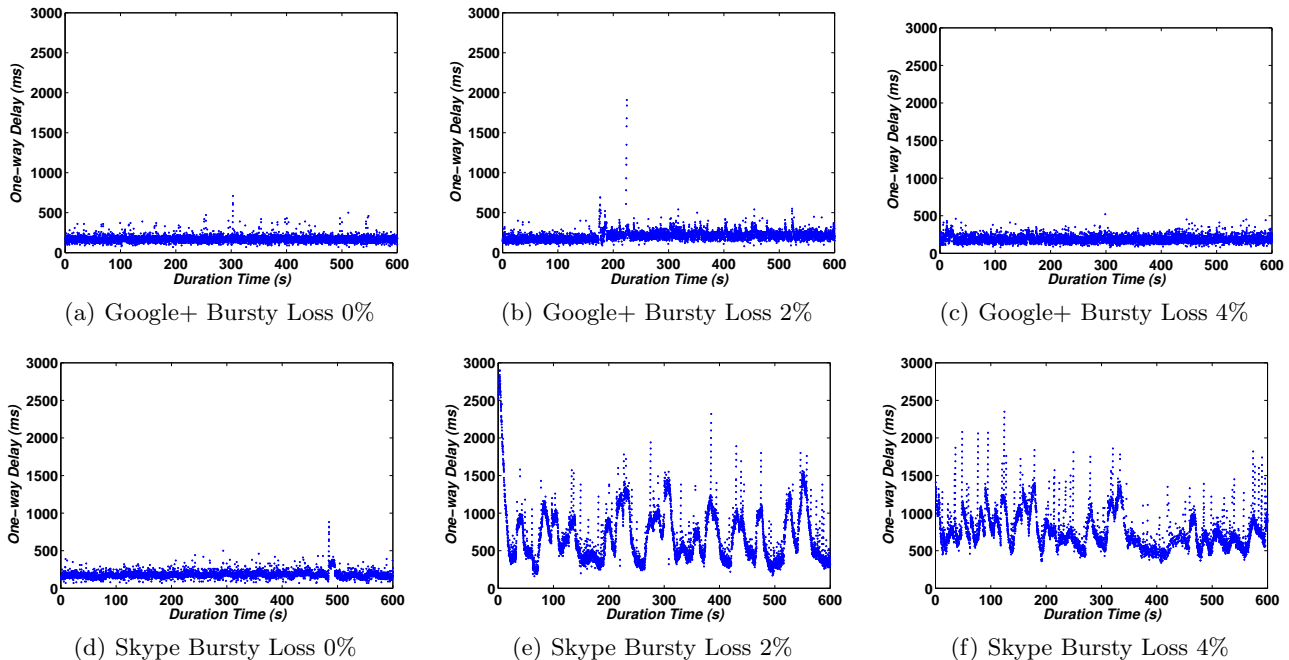 3000
2500
2000
1500
1000
500
0
One-way Delay (ms)
0 100 200 300 400 500 600
Duration Time (s)
(a) Google+ Bursty Loss 0%
3000
2500
2000
1500
1000
500
0
One-way Delay (ms)
0 100 200 300 400 500 600
Duration Time (s)
(b) Google+ Bursty Loss 2%
3000
2500
2000
1500
1000
500
0
One-way Delay (ms)
0 100 200 300 400 500 600
Duration Time (s)
(c) Google+ Bursty Loss 4%
3000
2500
2000
1500
1000
500
0
One-way Delay (ms)
0 100 200 300 400 500 600
Duration Time (s)
(d) Skype Bursty Loss 0%
3000
2500
2000
1500
1000
500
0
One-way Delay (ms)
0 100 200 300 400 500 600
Duration Time (s)
(e) Skype Bursty Loss 2%
3000
2500
2000
1500
1000
500
0
One-way Delay (ms)
0 100 200 300 400 500 600
Duration Time (s)
(f) Skype Bursty Loss 4%